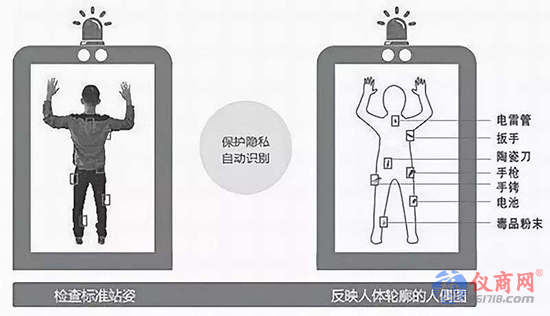 保护隐私
自动识别
电雷管
扳手
陶瓷刀
手枪
手铐
电池
毒品粉末
检查标准站姿
反映人体轮廓的人偶图
仪商网®
61718.com